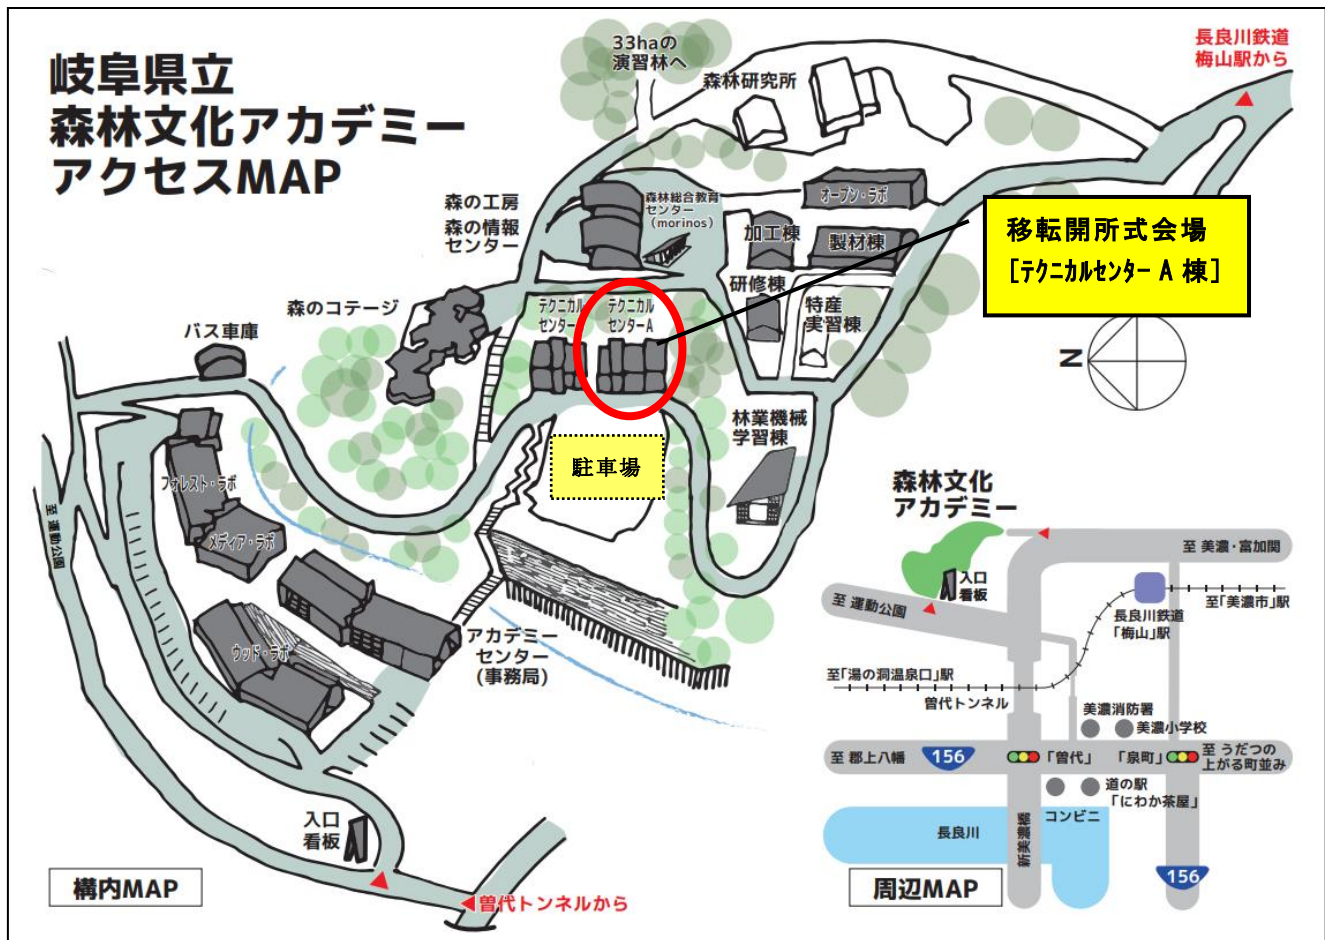 岐阜県立
森林文化アカデミー
アクセスMAP
33haの
演習林へ
森林研究所
長良川鉄道
梅山駅から
森の工房
森の情報
センター
森林総合教育
センター
(morinos)
オープン・ラボ
加工棟
製材棟
移転開所式会場
[テクニカルセンター A 棟]
研修棟
特産
実習棟
森のコテージ
テクニカル
センター
テクニカル
センターA
バス車庫
N
林業機械
学習棟
駐車場
フォレスト・ラボ
メディア・ラボ
至 運動公園
ウッド・ラボ
アカデミー
センター
(事務局)
入口
看板
曽代トンネルから
構内MAP
森林文化
アカデミー
至 美濃・富加関
入口
看板
至 運動公園
至「美濃市」駅
長良川鉄道
「梅山」駅
至「湯の洞温泉口」駅
曽代トンネル
美濃消防署
美濃小学校
至 郡上八幡
156
「曽代」
「泉町」
至 うだつの
上がる町並み
道の駅
「にわか茶屋」
コンビニ
長良川
新美濃橋
156
周辺MAP